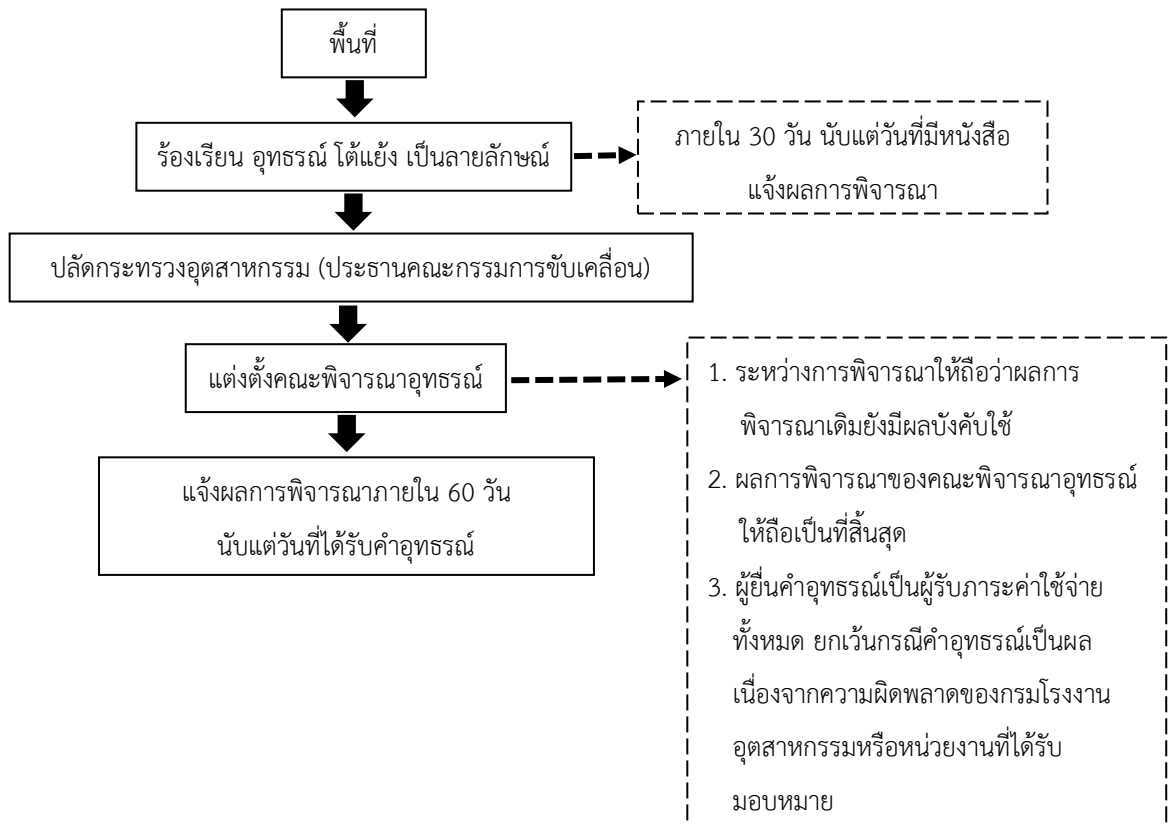 พื้นที่
ร้องเรียน อุทธรณ์ โต้แย้ง เป็นลายลักษณ์
ภายใน 30 วัน นับแต่วันที่มีหนังสือ
แจ้งผลการพิจารณา
ปลัดกระทรวงอุตสาหกรรม (ประธานคณะกรรมการขับเคลื่อน)
แต่งตั้งคณะพิจารณาอุทธรณ์
1. ระหว่างการพิจารณาให้ถือว่าผลการ
พิจารณาเดิมยังมีผลบังคับใช้
2. ผลการพิจารณาของคณะพิจารณาอุทธรณ์
ให้ถือเป็นที่สิ้นสุด
3. ผู้ยื่นคำอุทธรณ์เป็นผู้รับภาระค่าใช้จ่าย
ทั้งหมด ยกเว้นกรณีคำอุทธรณ์เป็นผล
เนื่องจากความผิดพลาดของกรมโรงงาน
อุตสาหกรรมหรือหน่วยงานที่ได้รับ
มอบหมาย
แจ้งผลการพิจารณาภายใน 60 วัน
นับแต่วันที่ได้รับคำอุทธรณ์